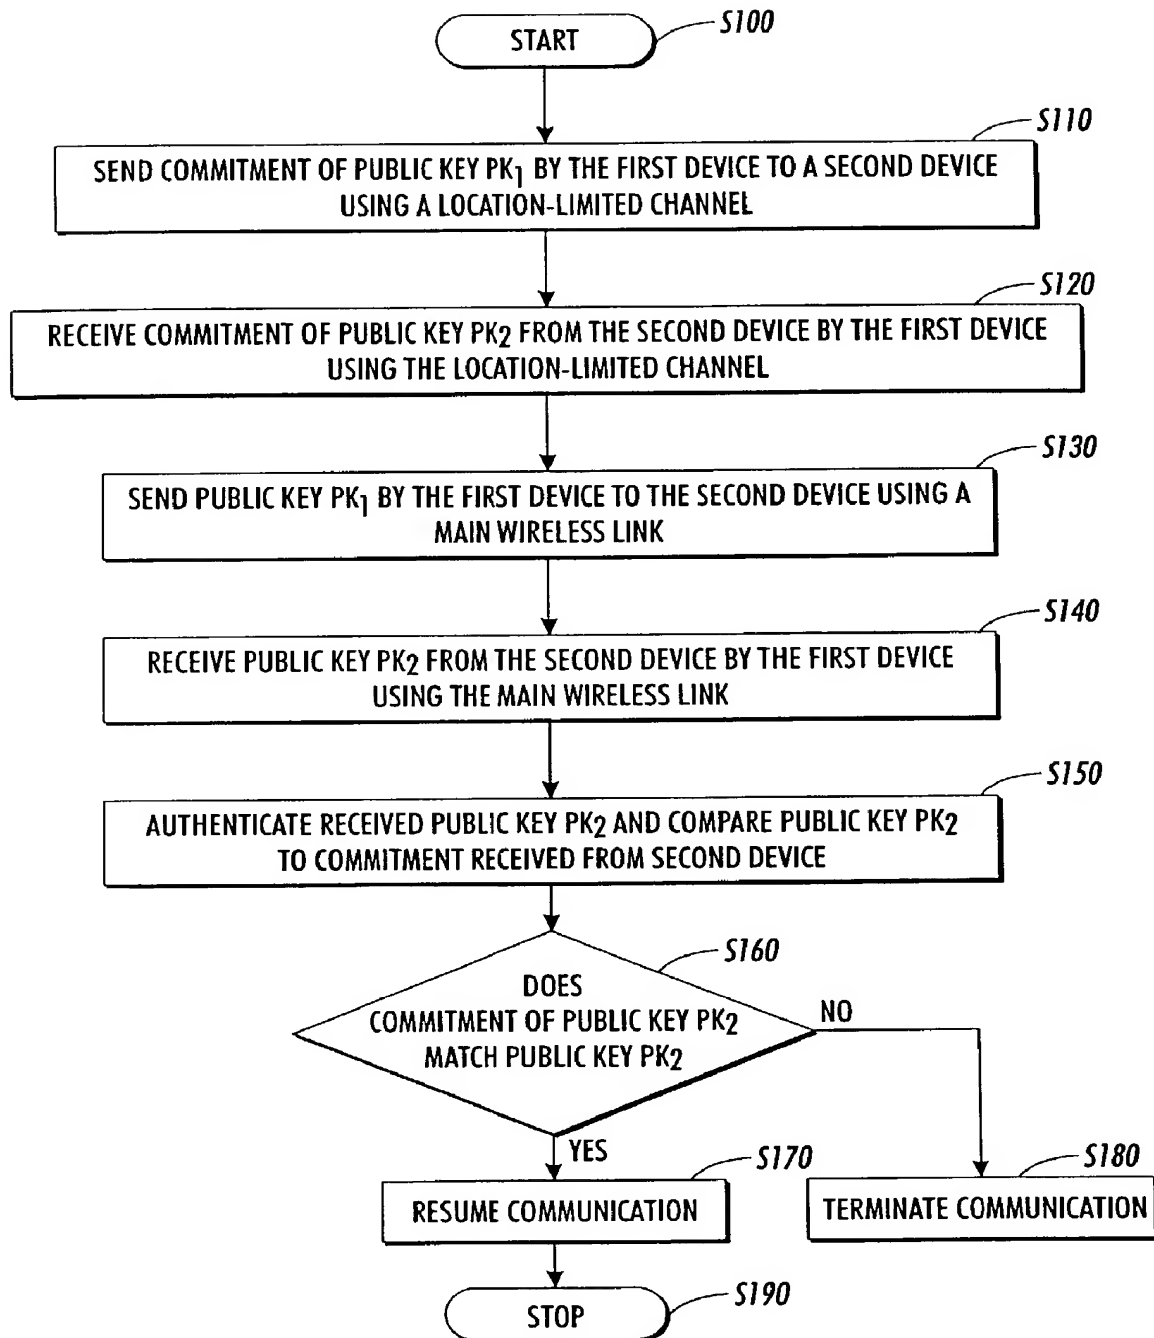 START
S100
S110
SEND COMMITMENT OF PUBLIC KEY PK1 BY THE FIRST DEVICE TO A SECOND DEVICE
USING A LOCATION-LIMITED CHANNEL
S120
RECEIVE COMMITMENT OF PUBLIC KEY PK2 FROM THE SECOND DEVICE BY THE FIRST DEVICE
USING THE LOCATION-LIMITED CHANNEL
S130
SEND PUBLIC KEY PK1 BY THE FIRST DEVICE TO THE SECOND DEVICE USING A
MAIN WIRELESS LINK
S140
RECEIVE PUBLIC KEY PK2 FROM THE SECOND DEVICE BY THE FIRST DEVICE
USING THE MAIN WIRELESS LINK
S150
AUTHENTICATE RECEIVED PUBLIC KEY PK2 AND COMPARE PUBLIC KEY PK2
TO COMMITMENT RECEIVED FROM SECOND DEVICE
S160
DOES
COMMITMENT OF PUBLIC KEY PK2
MATCH PUBLIC KEY PK2
NO
YES
S170
RESUME COMMUNICATION
S180
TERMINATE COMMUNICATION
S190
STOP